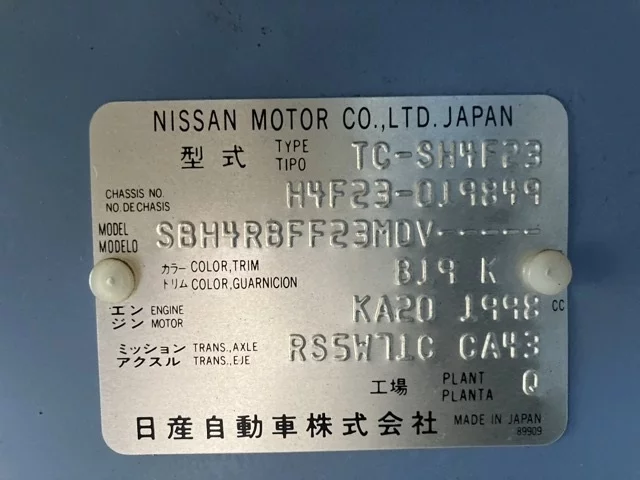 NISSAN MOTOR CO.,LTD. JAPAN
型式 TYPE TIPO TC-SH4F23
CHASSIS NO. NO. DE CHASIS H4F23-019849
MODEL MODELO SBH4RBFF23MDV-----
カラー COLOR,TRIM
トリム COLOR,GUARNICION B19 K
エンジン ENGINE MOTOR KA20 1998 CC
ミッション TRANS.,AXLE
アクスル TRANS.,EJE RS5W71C CA43
工場 PLANT PLANTA Q
日産自動車株式会社 MADE IN JAPAN
89909